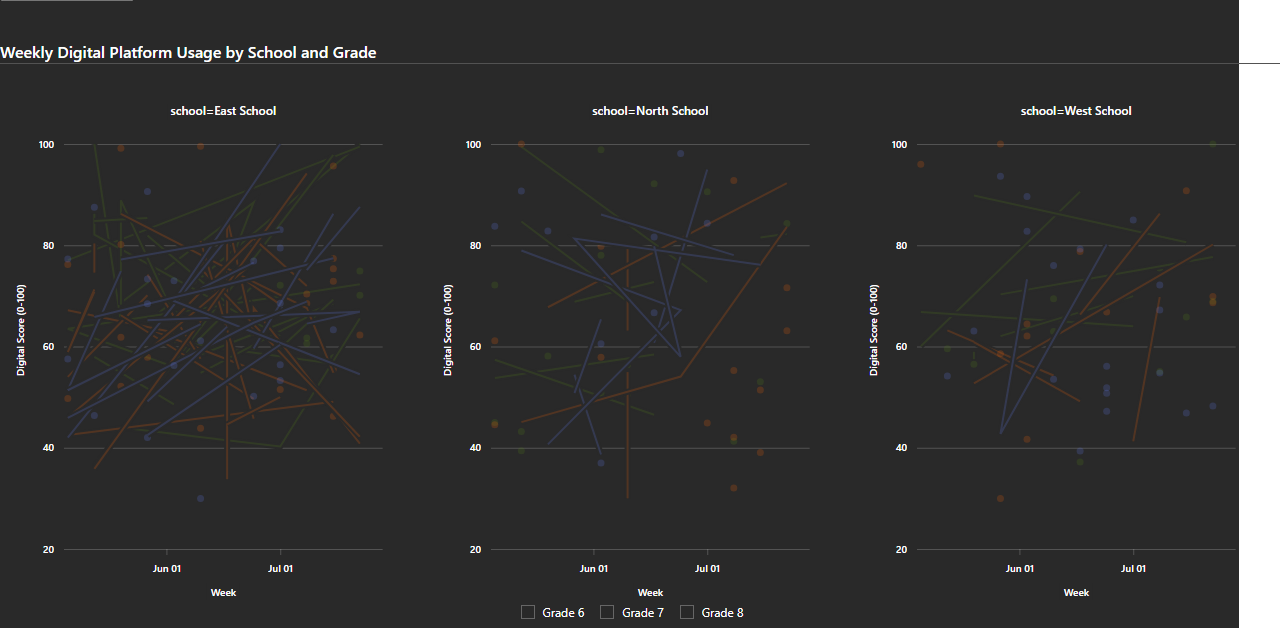 Weekly Digital Platform Usage by School and Grade
school=East School
school=North School
school=West School
Digital Score (0-100)
100
80
60
40
20
Jun 01
Jul 01
Week
Digital Score (0-100)
100
80
60
40
20
Jun 01
Jul 01
Week
Digital Score (0-100)
100
80
60
40
20
Jun 01
Jul 01
Week
Grade 6
Grade 7
Grade 8